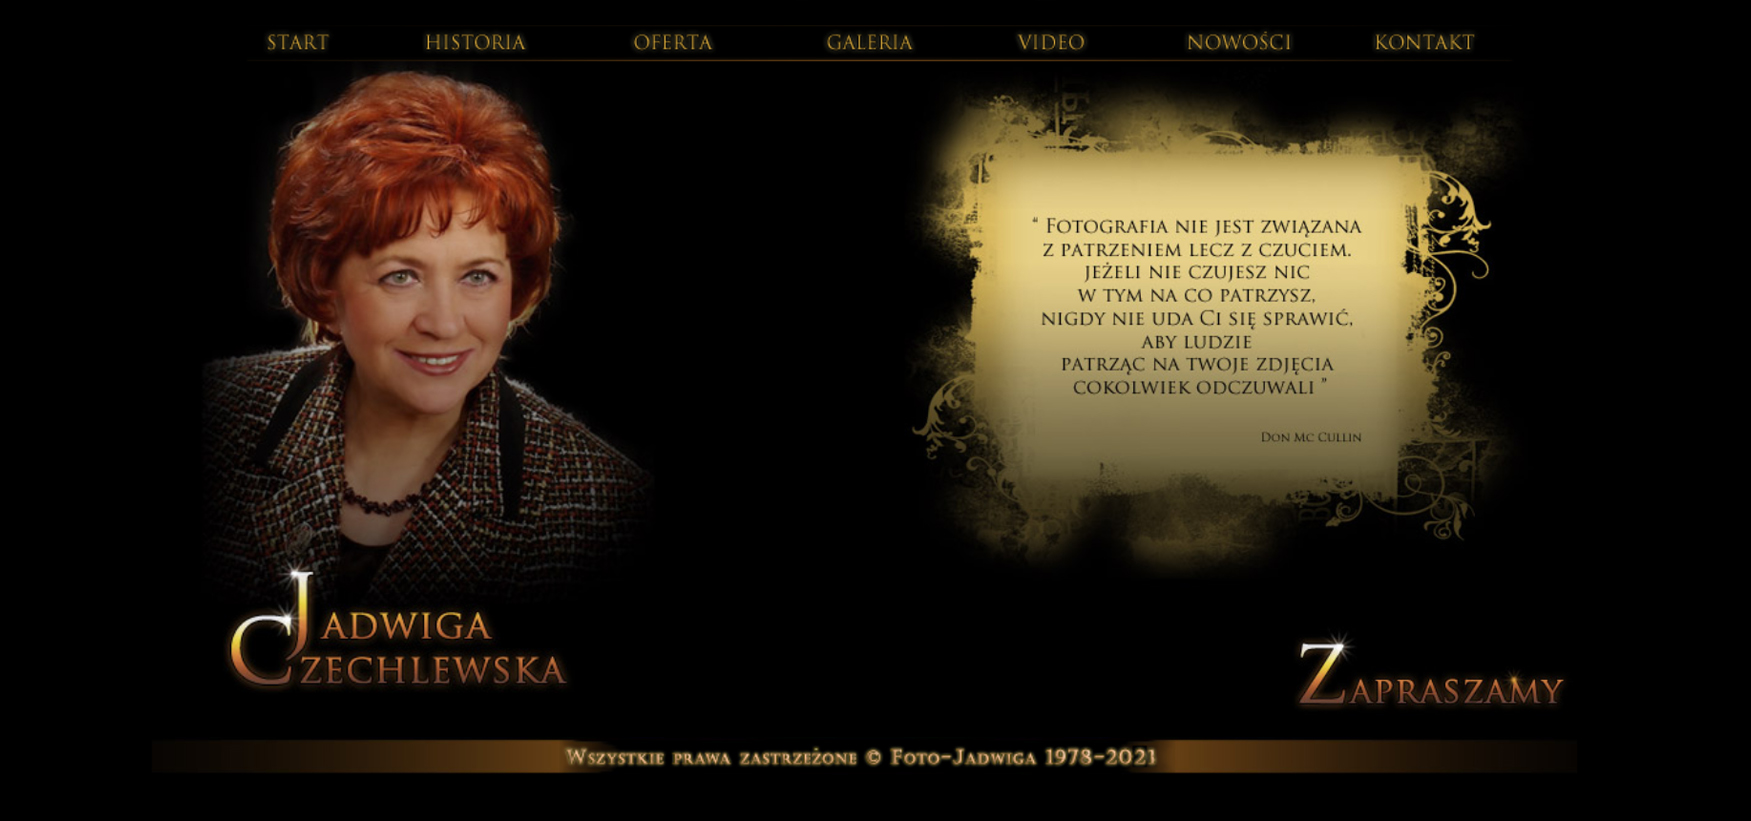 START HISTORIA OFERTA GALERIA VIDEO NOWOŚCI KONTAKT
“ Fotografia nie jest związana
z patrzeniem lecz z czuciem.
jeżeli nie czujesz nic
w tym na co patrzysz,
nigdy nie uda Ci się sprawić,
aby ludzie
patrząc na twoje zdjęcia
cokolwiek odczuwali ”
Don Mc Cullin
Jadwiga
Czechlewska
Zapraszamy
Wszystkie prawa zastrzeżone © Foto-Jadwiga 1978-2021